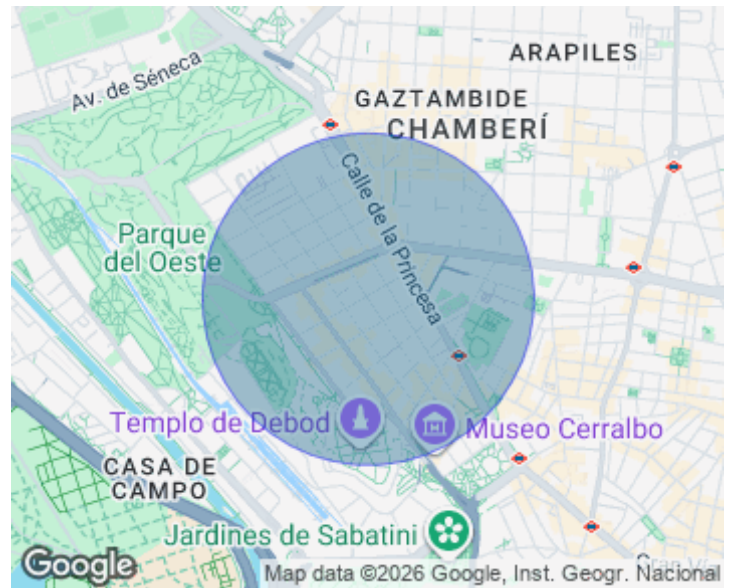 ARAPILES
Av. de Séneca
GAZTAMBIDE
CHAMBERÍ
Calle de la Princesa
Parque
del Oeste
Templo de Debod
Museo Cerralbo
CASA DE
CAMPO
Jardines de Sabatini
Google
Map data ©2026 Google, Inst. Geogr. Nacional